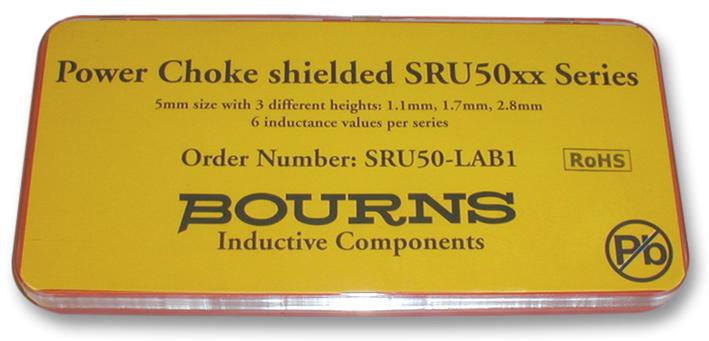 Power Choke shielded SRU50xx Series
5mm size with 3 different heights: 1.1mm, 1.7mm, 2.8mm
6 inductance values per series
Order Number: SRU50-LAB1
RoHS
BOURNS
Inductive Components
Pb